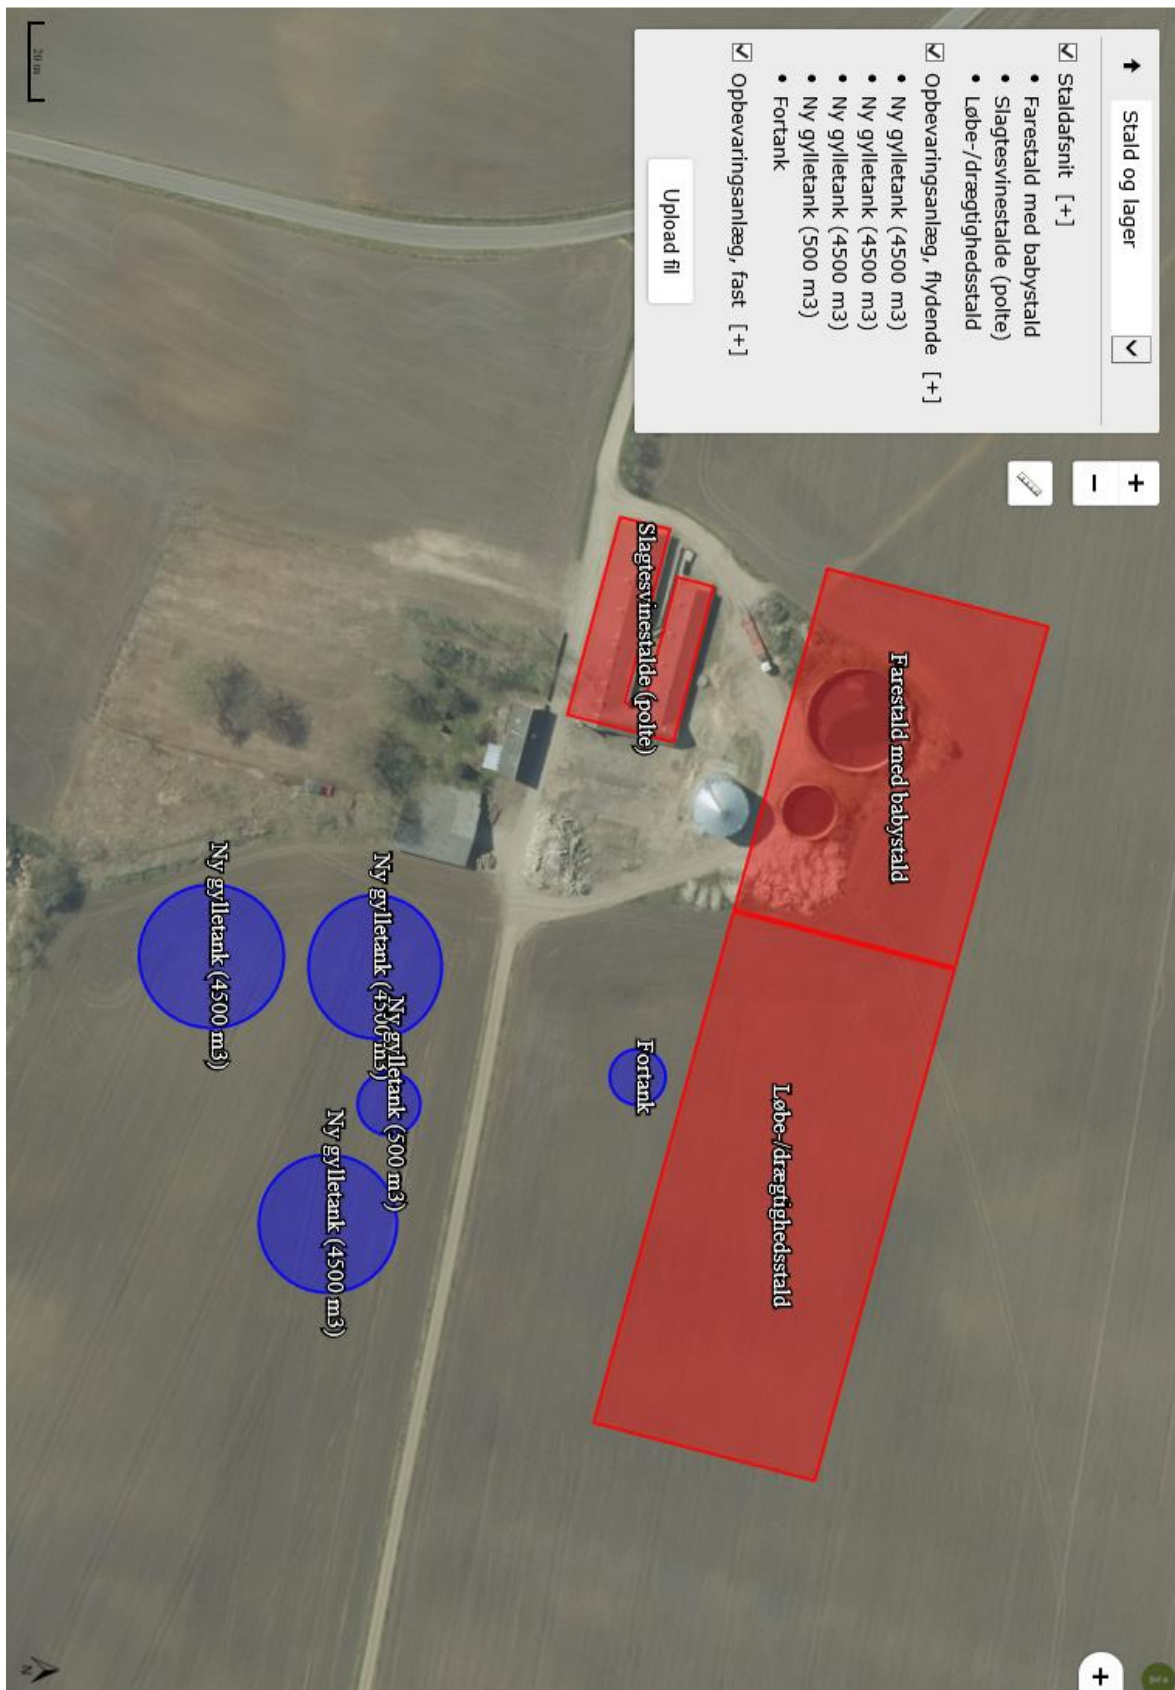 Stald og lager
Staldafsnit [+]
Farestald med babystald
Slagtesvinestalde (polte)
Løbe-/drægtighedsstald
Opbevaringsanlæg, flydende [+]
Ny gylletank (4500 m3)
Ny gylletank (4500 m3)
Ny gylletank (4500 m3)
Ny gylletank (500 m3)
Fortank
Opbevaringsanlæg, fast [+]
Upload fil
+
-
Farestald med babystald
Slagtesvinestalde (polte)
Løbe-/drægtighedsstald
Fortank
Ny gylletank (4500 m3)
Ny gylletank (500 m3)
Ny gylletank (4500 m3)
Ny gylletank (4500 m3)
20 m
N
+